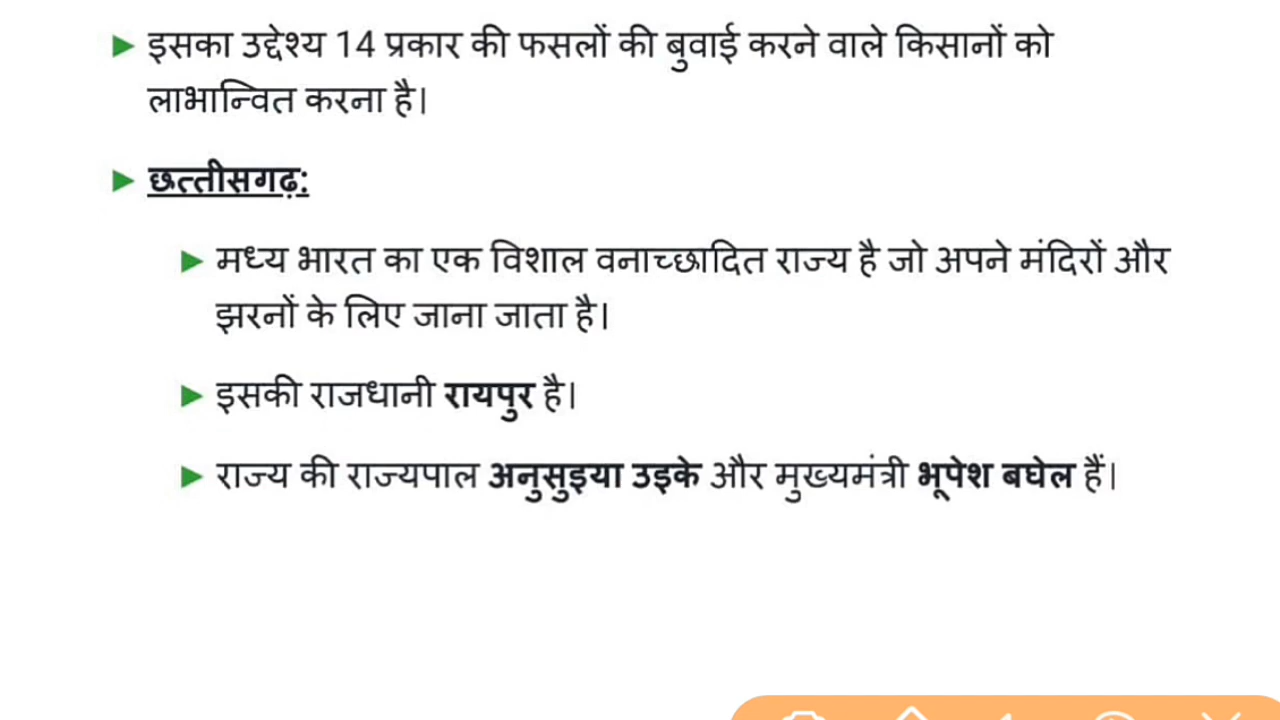 ► इसका उद्देश्य 14 प्रकार की फसलों की बुवाई करने वाले किसानों को
लाभान्वित करना है।
► छत्तीसगढ़:
► मध्य भारत का एक विशाल वनाच्छादित राज्य है जो अपने मंदिरों और
झरनों के लिए जाना जाता है।
► इसकी राजधानी रायपुर है।
► राज्य की राज्यपाल अनुसुइया उइके और मुख्यमंत्री भूपेश बघेल हैं।